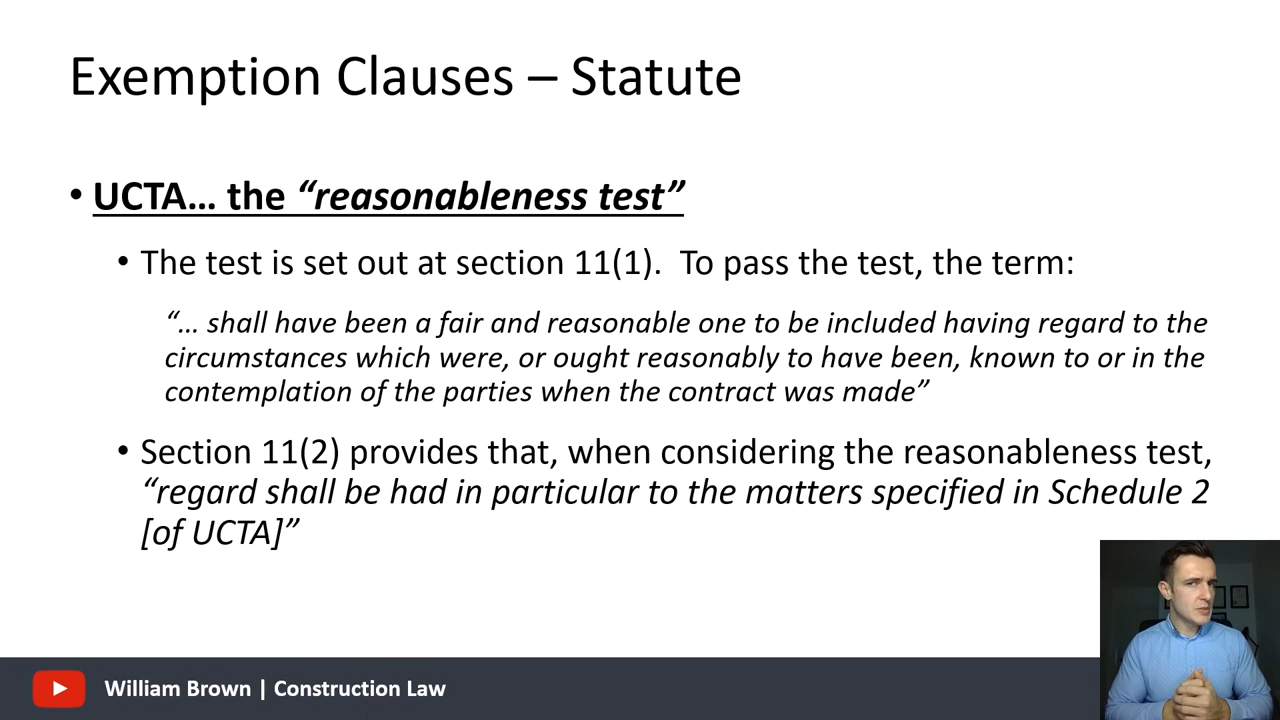 Exemption Clauses – Statute
• UCTA… the “reasonableness test”
• The test is set out at section 11(1).  To pass the test, the term:
“… shall have been a fair and reasonable one to be included having regard to the
circumstances which were, or ought reasonably to have been, known to or in the
contemplation of the parties when the contract was made”
• Section 11(2) provides that, when considering the reasonableness test,
“regard shall be had in particular to the matters specified in Schedule 2
[of UCTA]”
William Brown | Construction Law